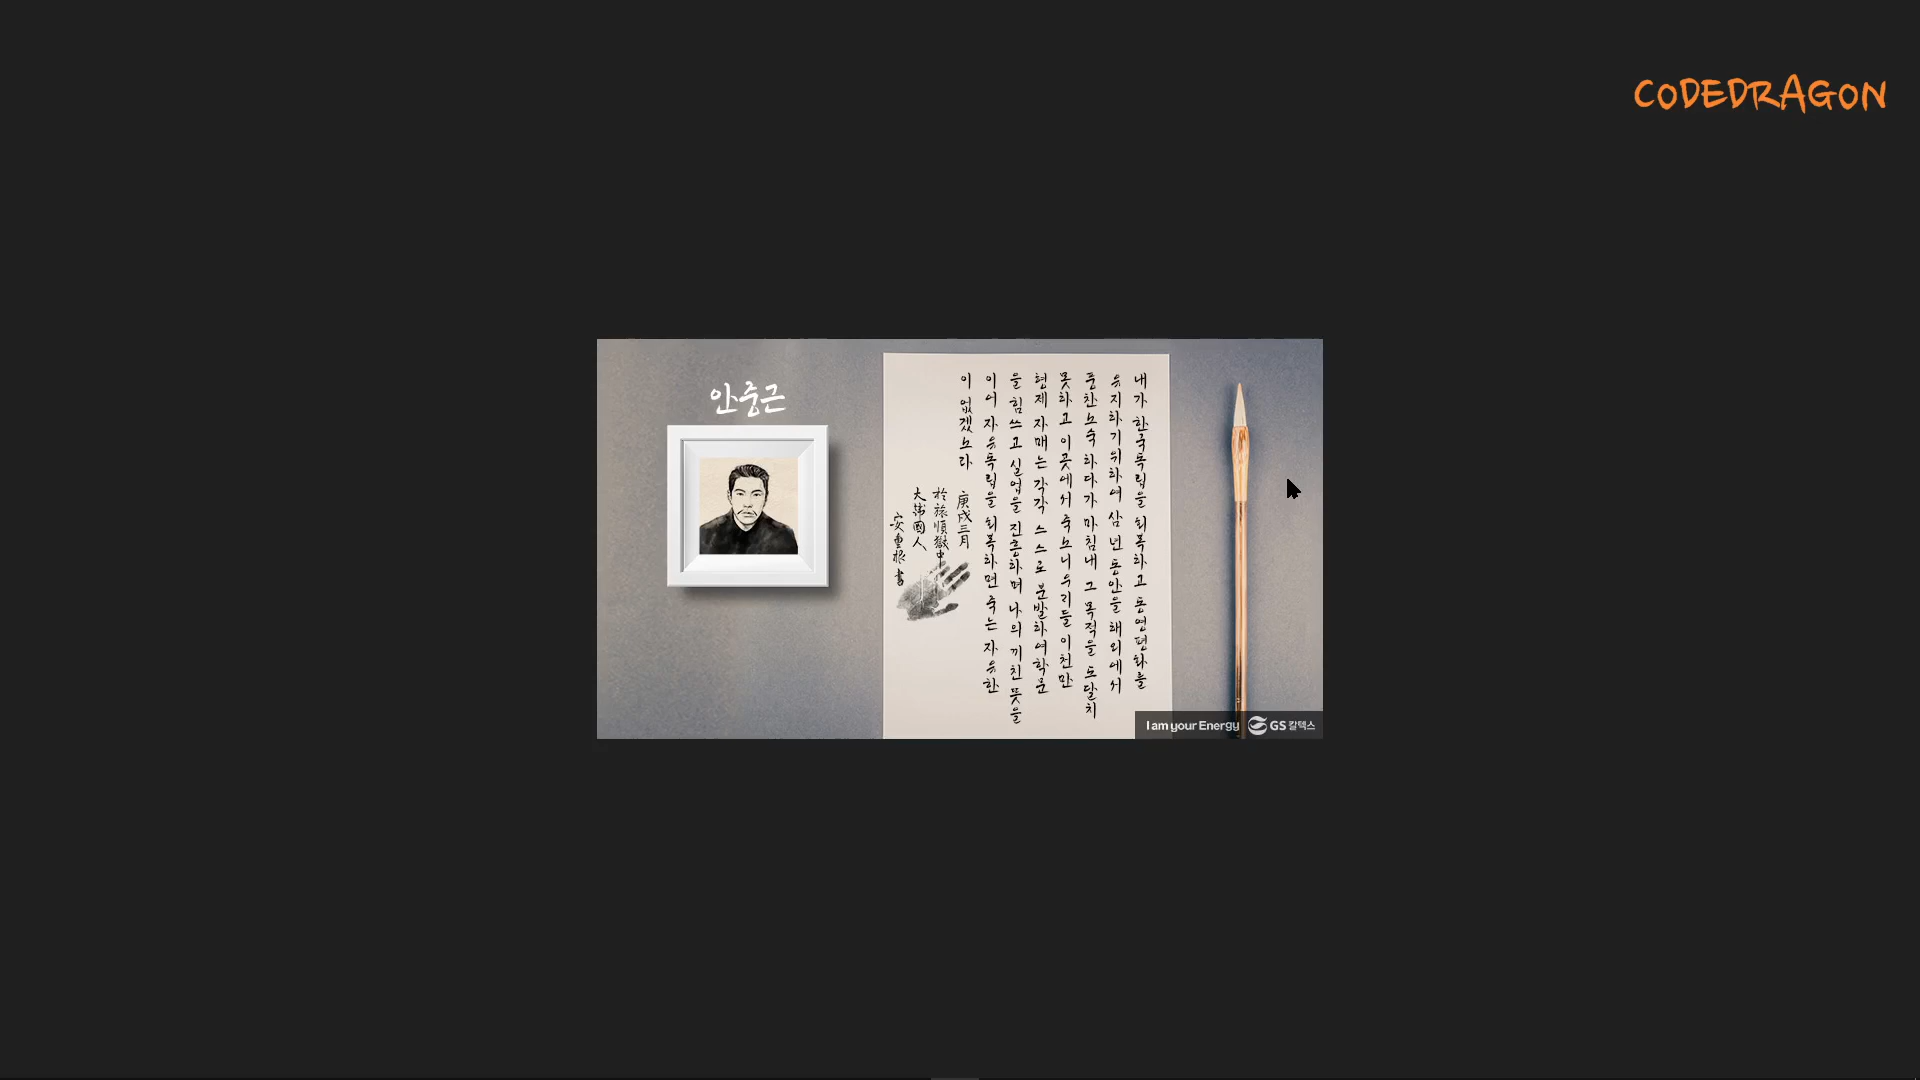 CODEDRAGON
안중근
내가 한국독립을 회복하고 동양평화를
유지하기위하여 삼 년 동안을 해외에서
풍찬노숙 하다가 마침내 그 목적을 도달치
못하고 이곳에서 죽노니 우리들 이천만
형제 자매는 각각 스스로 분발하여 학문
을 힘쓰고 실업을 진흥하며 나의 끼친 뜻을
이어 자유독립을 회복하면 죽는 자 유한
이 없겠노라
庚戌三月
於旅順獄中
大韓國人
安重根 書
I am your Energy GS 칼텍스